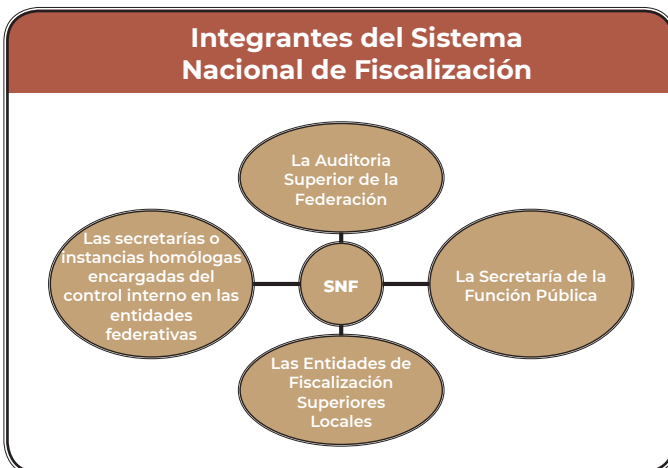 Integrantes del Sistema
Nacional de Fiscalización
La Auditoria
Superior de la
Federación
Las secretarías o
instancias homólogas
encargadas del
control interno en las
entidades
federativas
SNF
La Secretaría de la
Función Pública
Las Entidades de
Fiscalización
Superiores
Locales